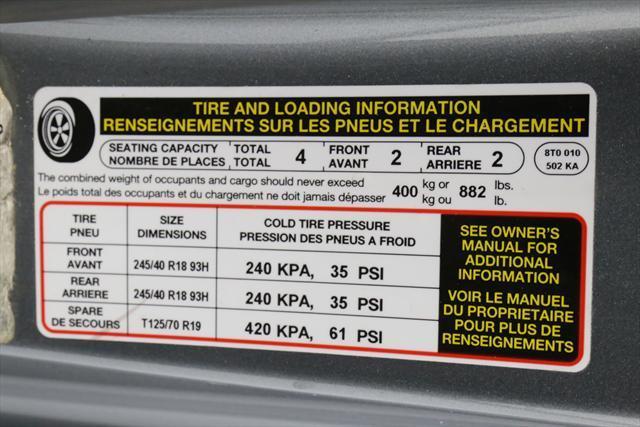 TIRE AND LOADING INFORMATION
RENSEIGNEMENTS SUR LES PNEUS ET LE CHARGEMENT
SEATING CAPACITY TOTAL 4 FRONT 2 REAR 2
NOMBRE DE PLACES TOTAL AVANT ARRIERE
8T0 010
502 KA
The combined weight of occupants and cargo should never exceed 400 kg or 882 lbs.
Le poids total des occupants et du chargement ne doit jamais dépasser kg ou lb.
TIRE SIZE COLD TIRE PRESSURE
PNEU DIMENSIONS PRESSION DES PNEUS A FROID
FRONT
AVANT 245/40 R18 93H 240 KPA, 35 PSI
REAR
ARRIERE 245/40 R18 93H 240 KPA, 35 PSI
SPARE
DE SECOURS T125/70 R19 420 KPA, 61 PSI
SEE OWNER'S
MANUAL FOR
ADDITIONAL
INFORMATION
VOIR LE MANUEL
DU PROPRIETAIRE
POUR PLUS DE
RENSEIGNEMENTS